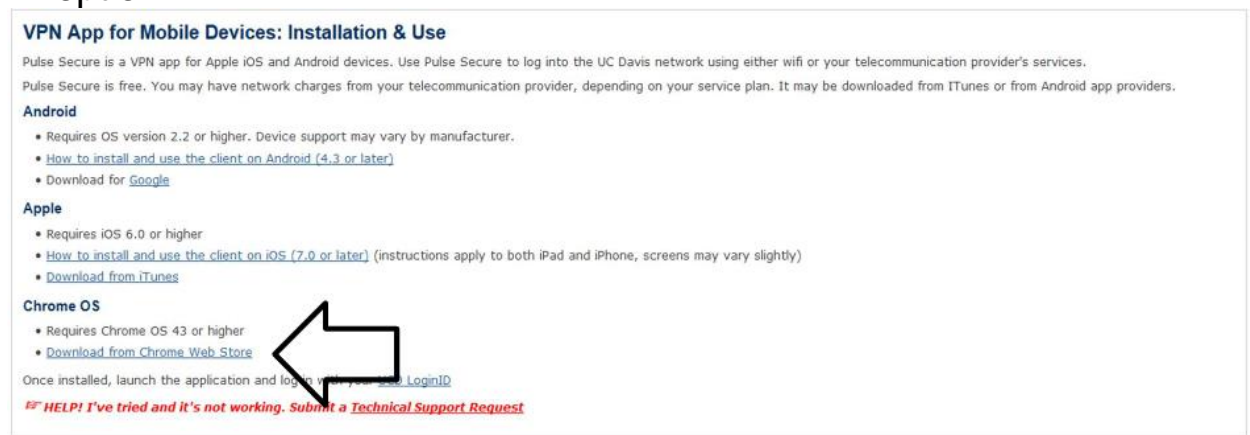 VPN App for Mobile Devices: Installation & Use
Pulse Secure is a VPN app for Apple iOS and Android devices. Use Pulse Secure to log into the UC Davis network using either wifi or your telecommunication provider's services.
Pulse Secure is free. You may have network charges from your telecommunication provider, depending on your service plan. It may be downloaded from ITunes or from Android app providers.
Android
• Requires OS version 2.2 or higher. Device support may vary by manufacturer.
• How to install and use the client on Android (4.3 or later)
• Download for Google
Apple
• Requires iOS 6.0 or higher
• How to install and use the client on iOS (7.0 or later) (instructions apply to both iPad and iPhone, screens may vary slightly)
• Download from iTunes
Chrome OS
• Requires Chrome OS 43 or higher
• Download from Chrome Web Store
Once installed, launch the application and log in with your UCD LoginID
☞ HELP! I've tried and it's not working. Submit a Technical Support Request